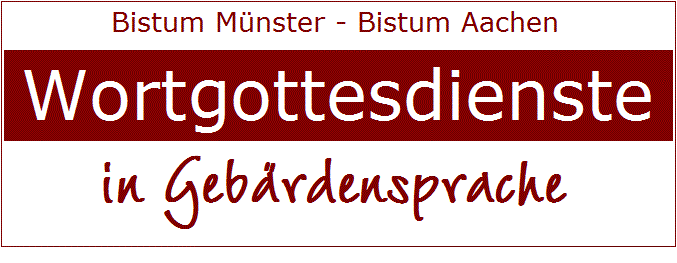 Bistum Münster - Bistum Aachen
Wortgottesdienste
in Gebärdensprache